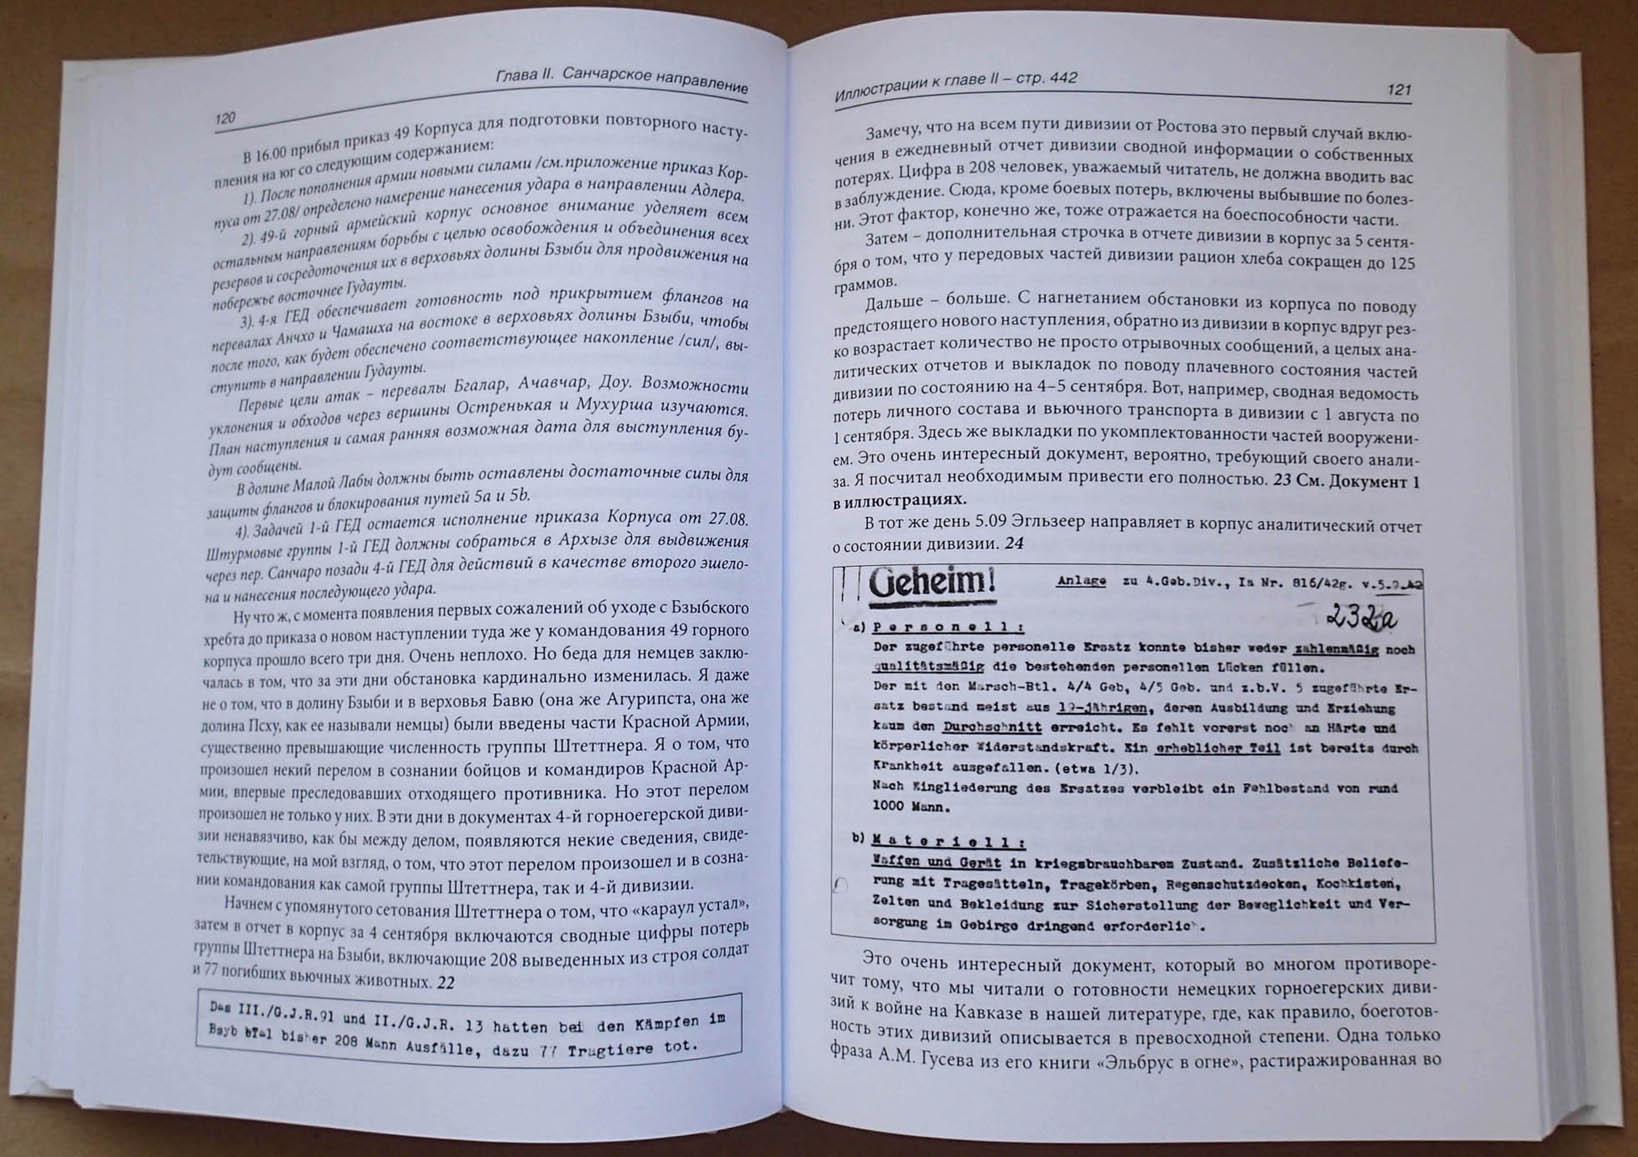 120
Глава II. Санчарское направление
В 16.00 прибыл приказ 49 Корпуса для подготовки повторного насту-
пления на юг со следующим содержанием:
1). После пополнения армии новыми силами /см.приложение приказ Кор-
пуса от 27.08/ определено намерение нанесения удара в направлении Адлера.
2). 49-й горный армейский корпус основное внимание уделяет всем
остальным направлениям борьбы с целью освобождения и объединения всех
резервов и сосредоточения их в верховьях долины Бзыби для продвижения на
побережье восточнее Гудауты.
3). 4-я ГЕД обеспечивает готовность под прикрытием флангов на
перевалах Анчхо и Чамашха на востоке в верховьях долины Бзыби, чтобы
после того, как будет обеспечено соответствующее накопление /сил/, вы-
ступить в направлении Гудауты.
Первые цели атак – перевалы Бгалар, Ачавчар, Доу. Возможности
уклонения и обходов через вершины Остренькая и Мухурша изучаются.
План наступления и самая ранняя возможная дата для выступления бу-
дут сообщены.
В долине Малой Лабы должны быть оставлены достаточные силы для
защиты флангов и блокирования путей 5а и 5b.
4). Задачей 1-й ГЕД остается исполнение приказа Корпуса от 27.08.
Штурмовые группы 1-й ГЕД должны собраться в Архызе для выдвижения
через пер. Санчаро позади 4-й ГЕД для действий в качестве второго эшело-
на и нанесения последующего удара.
Ну что ж, с момента появления первых сожалений об уходе с Бзыбского
хребта до приказа о новом наступлении туда же у командования 49 горного
корпуса прошло всего три дня. Очень неплохо. Но беда для немцев заклю-
чалась в том, что за эти дни обстановка кардинально изменилась. Я даже
не о том, что в долину Бзыби и в верховья Бавю (она же Агурипста, она же
долина Псху, как ее называли немцы) были введены части Красной Армии,
существенно превышающие численность группы Штеттнера. Я о том, что
произошел некий перелом в сознании бойцов и командиров Красной Ар-
мии, впервые преследовавших отходящего противника. Но этот перелом
произошел не только у них. В эти дни в документах 4-й горноегерской диви-
зии ненавязчиво, как бы между делом, появляются некие сведения, свиде-
тельствующие, на мой взгляд, о том, что этот перелом произошел и в созна-
нии командования как самой группы Штеттнера, так и 4-й дивизии.
Начнем с упомянутого сетования Штеттнера о том, что «караул устал»,
затем в отчет в корпус за 4 сентября включаются сводные цифры потерь
группы Штеттнера на Бзыби, включающие 208 выведенных из строя солдат
и 77 погибших вьючных животных. 22
Das III./G.J.R.91 und II./G.J.R. 13 hatten bei den Kämpfen im
bisher 208 Mann Ausfälle, dazu 77 Tragtiere tot.
Иллюстрации к главе II – стр. 442
121
Замечу, что на всем пути дивизии от Ростова это первый случай вклю-
чения в ежедневный отчет дивизии сводной информации о собственных
потерях. Цифра в 208 человек, уважаемый читатель, не должна вводить вас
в заблуждение. Сюда, кроме боевых потерь, включены выбывшие по болез-
ни. Этот фактор, конечно же, тоже отражается на боеспособности части.
Затем – дополнительная строчка в отчете дивизии в корпус за 5 сентя-
бря о том, что у передовых частей дивизии рацион хлеба сокращен до 125
граммов.
Дальше – больше. С нагнетанием обстановки из корпуса по поводу
предстоящего нового наступления, обратно из дивизии в корпус вдруг рез-
ко возрастает количество не просто отрывочных сообщений, а целых ана-
литических отчетов и выкладок по поводу плачевного состояния частей
дивизии по состоянию на 4–5 сентября. Вот, например, сводная ведомость
потерь личного состава и вьючного транспорта в дивизии с 1 августа по
1 сентября. Здесь же выкладки по укомплектованности частей вооружени-
ем. Это очень интересный документ, вероятно, требующий своего анали-
за. Я посчитал необходимым привести его полностью. 23 См. Документ 1
в иллюстрациях.
В тот же день 5.09 Эгльзеер направляет в корпус аналитический отчет
о состоянии дивизии. 24
Geheim!
Anlage zu 4.Geb.Div., Ia Nr. 816/42g. v.5.9.42
232a
a) Personell:
Der zugeführte personelle Ersatz konnte bisher weder zahlenmäßig noch
qualitätsmäßig die bestehenden personellen Lücken füllen.
Der mit den Marsch-Btl. 4/4 Geb, 4/5 Geb. und z.b.V. 5 zugeführte Er-
satz bestand meist aus 19-jährigen, deren Ausbildung und Erziehung
kaum den Durchschnitt erreicht. Es fehlt vorerst noch an Härte und
körperlicher Widerstandskraft. Ein erheblicher Teil ist bereits durch
Krankheit ausgefallen. (etwa 1/3).
Nach Eingliederung des Ersatzes verbleibt ein Fehlbestand von rund
1000 Mann.
b) Materiell:
Waffen und Gerät in kriegsbrauchbarem Zustand. Zusätzliche Beliefe-
rung mit Tragesätteln, Tragekörben, Regenschutzdecken, Kochkisten,
Zelten und Bekleidung zur Sicherstellung der Beweglichkeit und Ver-
sorgung im Gebirge dringend erforderlich.
Это очень интересный документ, который во многом противоре-
чит тому, что мы читали о готовности немецких горноегерских диви-
зий к войне на Кавказе в нашей литературе, где, как правило, боеготов-
ность этих дивизий описывается в превосходной степени. Одна только
фраза А.М. Гусева из его книги «Эльбрус в огне», растиражированная во